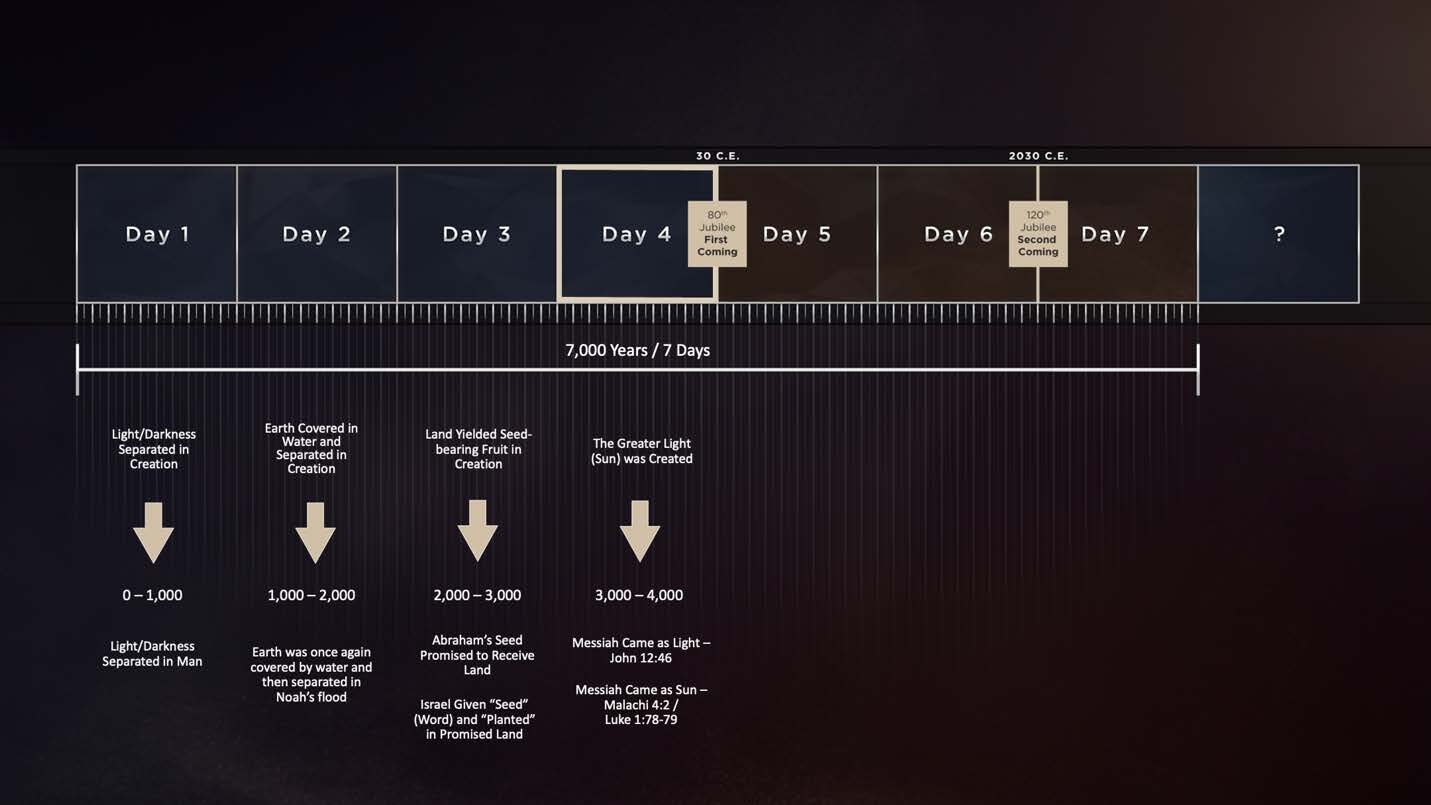 30 C.E.
2030 C.E.
Day 1
Day 2
Day 3
Day 4
80th
Jubilee
First
Coming
Day 5
Day 6
120th
Jubilee
Second
Coming
Day 7
?
7,000 Years / 7 Days
Light/Darkness
Separated in
Creation
Earth Covered in
Water and
Separated in
Creation
Land Yielded Seed-
bearing Fruit in
Creation
The Greater Light
(Sun) was Created
0 – 1,000
1,000 – 2,000
2,000 – 3,000
3,000 – 4,000
Light/Darkness
Separated in Man
Earth was once again
covered by water and
then separated in
Noah’s flood
Abraham’s Seed
Promised to Receive
Land
Israel Given “Seed”
(Word) and “Planted”
in Promised Land
Messiah Came as Light –
John 12:46
Messiah Came as Sun –
Malachi 4:2 /
Luke 1:78-79